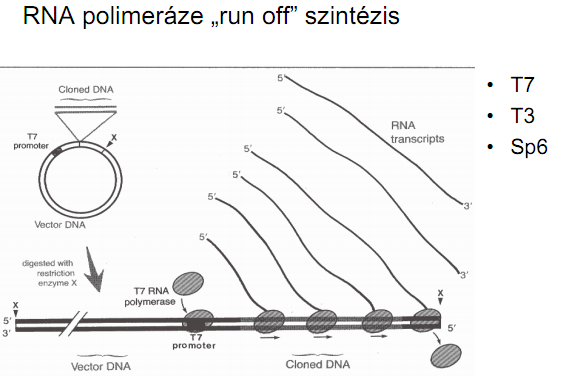 RNA polimeráze „run off” szintézis
• T7
• T3
• Sp6
Cloned DNA
T7
promoter
X
Vector DNA
digested with
restriction
enzyme X
5'
5'
5'
5'
5'
5'
RNA
transcripts
3'
3'
T7 RNA
polymerase
X
5'
3'
T7
promoter
X
5'
Vector DNA
Cloned DNA